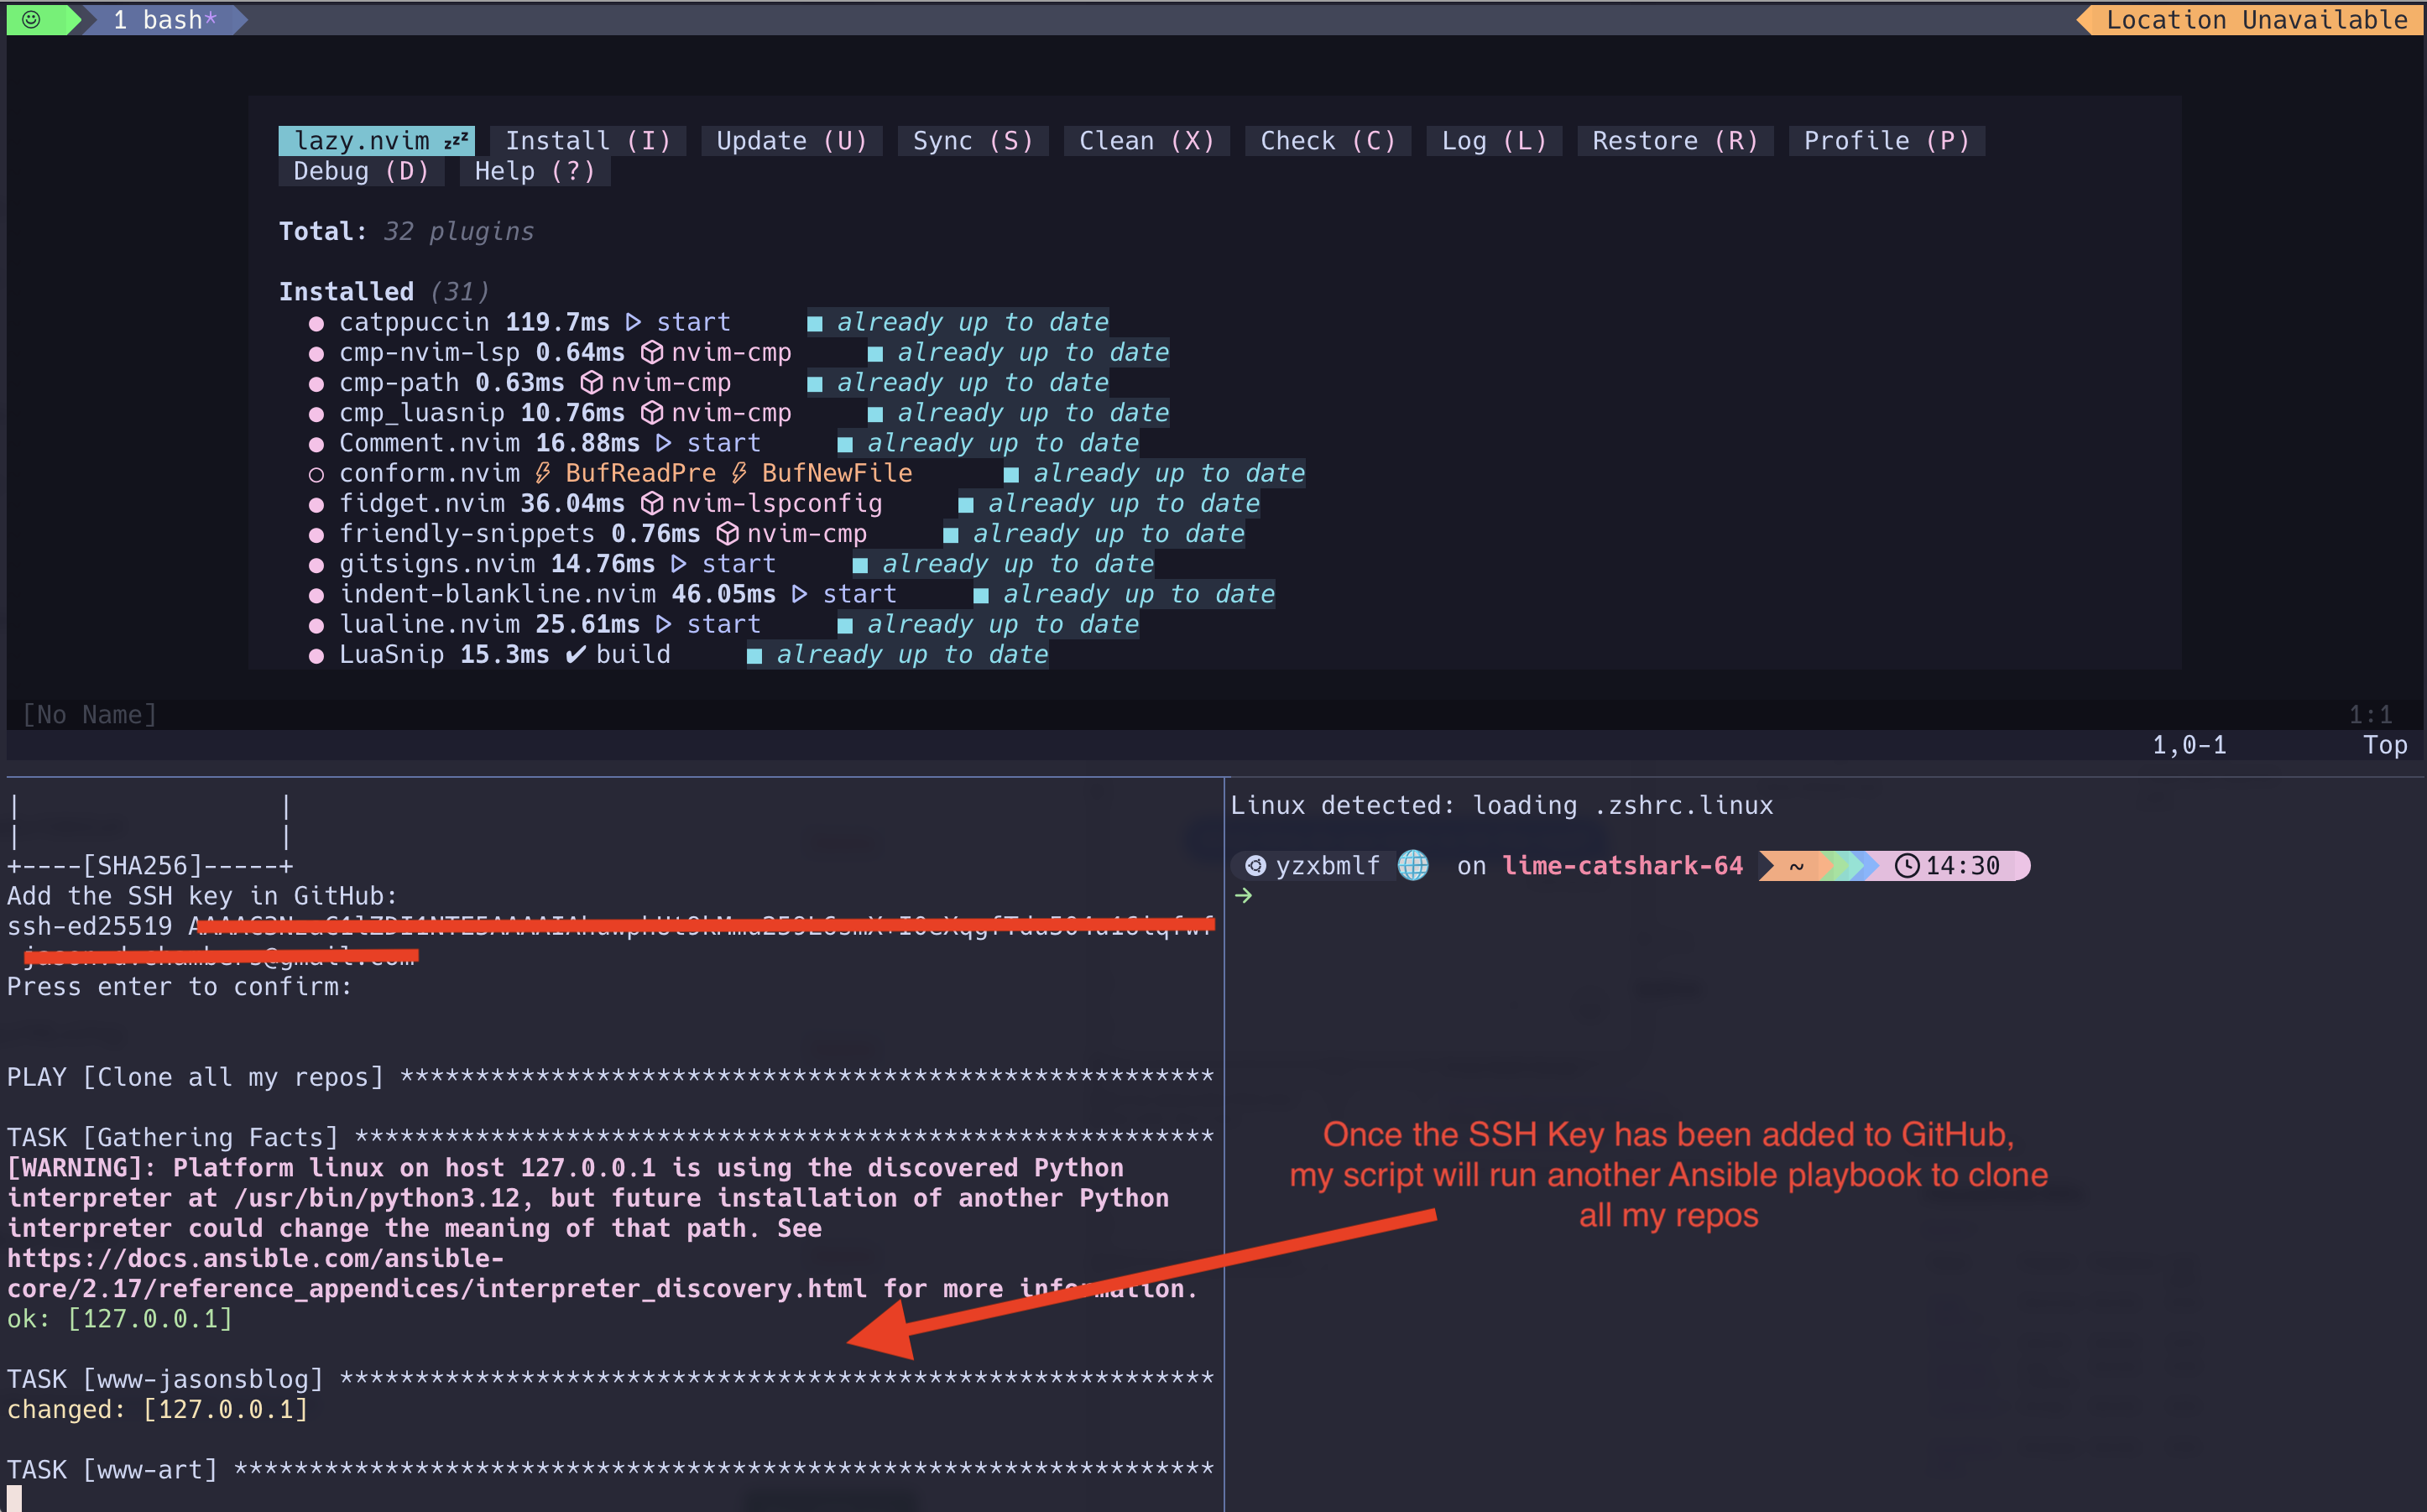 1 bash*
Location Unavailable
lazy.nvim zzz Install (I) Update (U) Sync (S) Clean (X) Check (C) Log (L) Restore (R) Profile (P)
Debug (D) Help (?)
Total: 32 plugins
Installed (31)
● catppuccin 119.7ms ▷ start ■ already up to date
● cmp-nvim-lsp 0.64ms nvim-cmp ■ already up to date
● cmp-path 0.63ms nvim-cmp ■ already up to date
● cmp_luasnip 10.76ms nvim-cmp ■ already up to date
● Comment.nvim 16.88ms ▷ start ■ already up to date
○ conform.nvim BufReadPre BufNewFile ■ already up to date
● fidget.nvim 36.04ms nvim-lspconfig ■ already up to date
● friendly-snippets 0.76ms nvim-cmp ■ already up to date
● gitsigns.nvim 14.76ms ▷ start ■ already up to date
● indent-blankline.nvim 46.05ms ▷ start ■ already up to date
● lualine.nvim 25.61ms ▷ start ■ already up to date
● LuaSnip 15.3ms ✔ build ■ already up to date
[No Name] 1:1
1,0-1 Top
| |
| |
+----[SHA256]-----+
Add the SSH key in GitHub:
ssh-ed25519
Press enter to confirm:
PLAY [Clone all my repos] ******************************************************
TASK [Gathering Facts] *********************************************************
[WARNING]: Platform linux on host 127.0.0.1 is using the discovered Python
interpreter at /usr/bin/python3.12, but future installation of another Python
interpreter could change the meaning of that path. See
https://docs.ansible.com/ansible-
core/2.17/reference_appendices/interpreter_discovery.html for more information.
ok: [127.0.0.1]
TASK [www-jasonsblog] **********************************************************
changed: [127.0.0.1]
TASK [www-art] *****************************************************************
Linux detected: loading .zshrc.linux
yzxbmlf on lime-catshark-64 ~ 14:30
→
Once the SSH Key has been added to GitHub,
my script will run another Ansible playbook to clone
all my repos